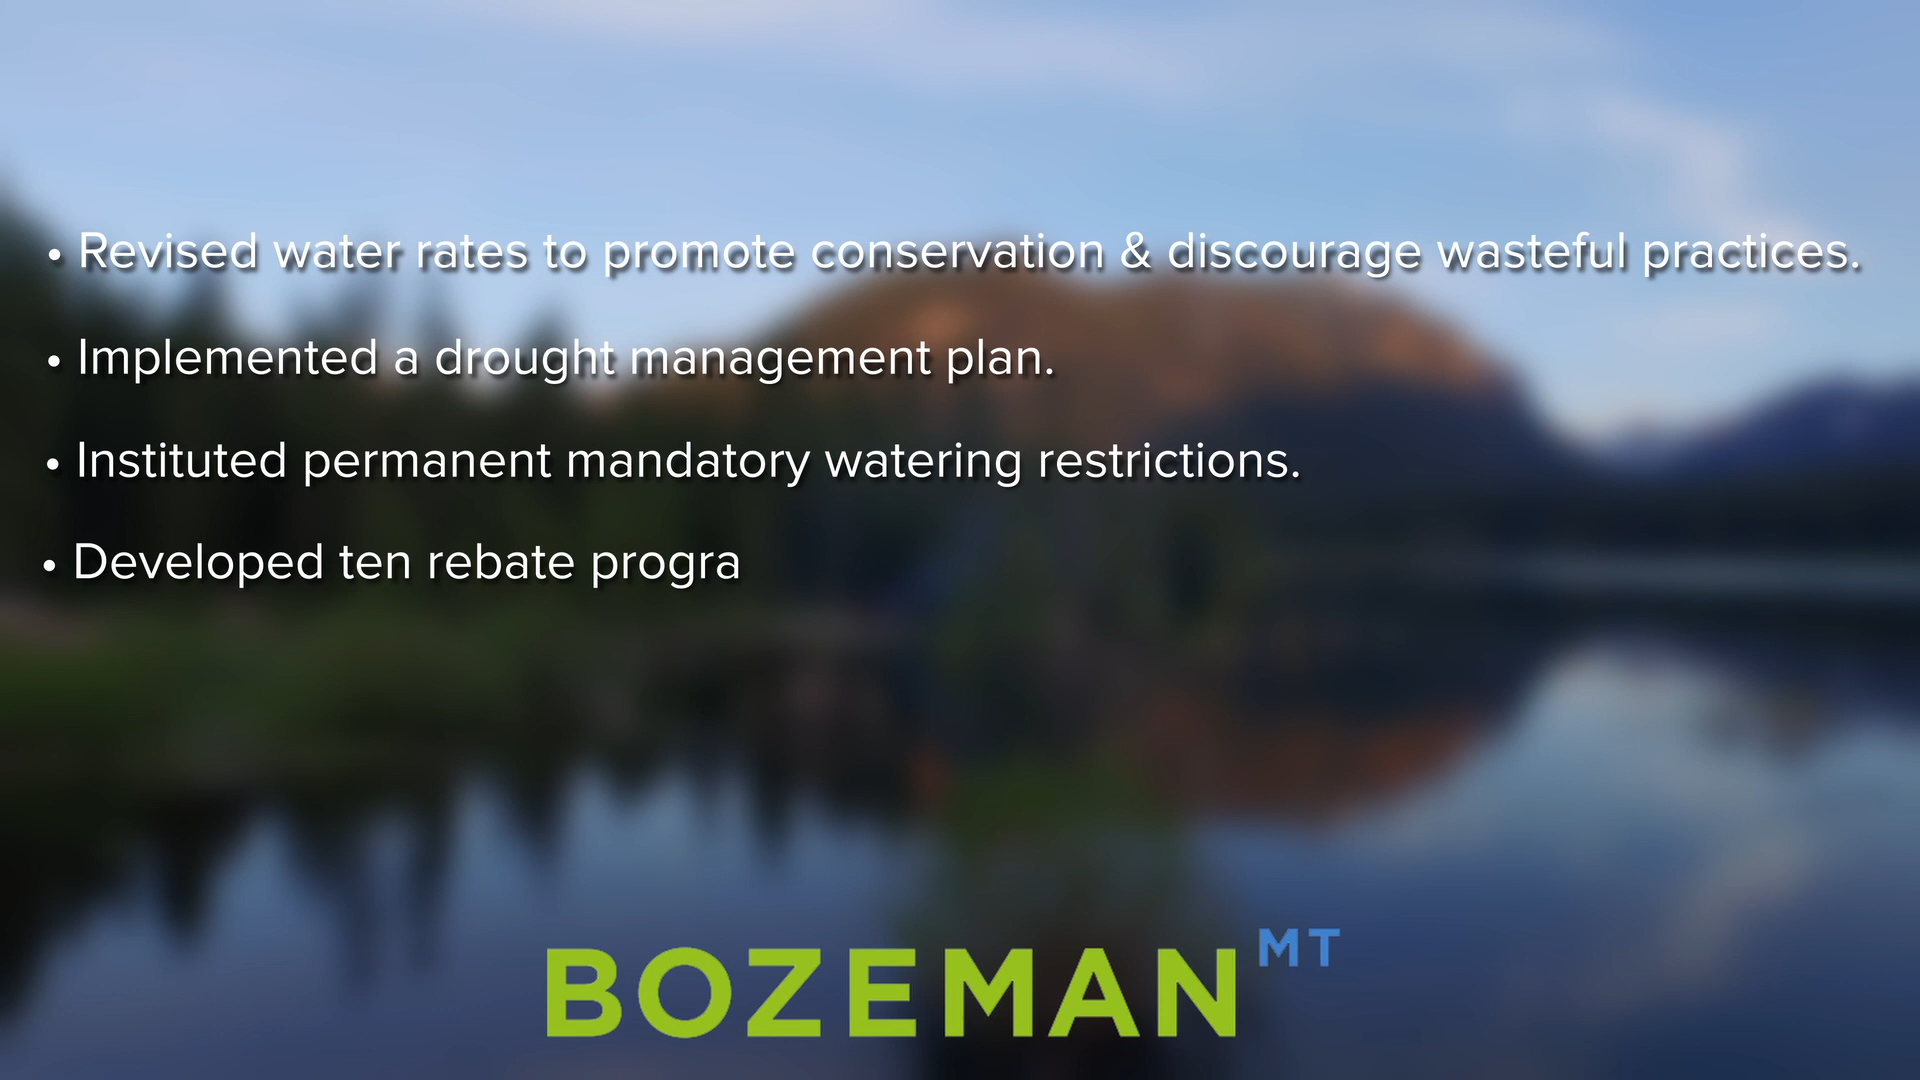 • Revised water rates to promote conservation & discourage wasteful practices.
• Implemented a drought management plan.
• Instituted permanent mandatory watering restrictions.
• Developed ten rebate progra
BOZEMAN MT